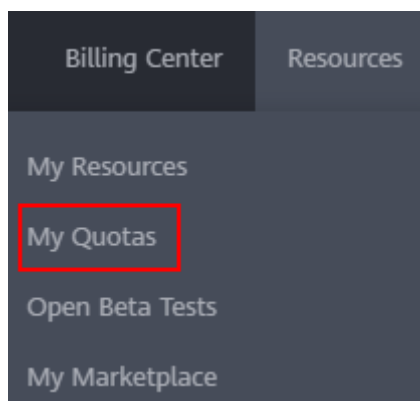 Billing Center Resources
My Resources
My Quotas
Open Beta Tests
My Marketplace